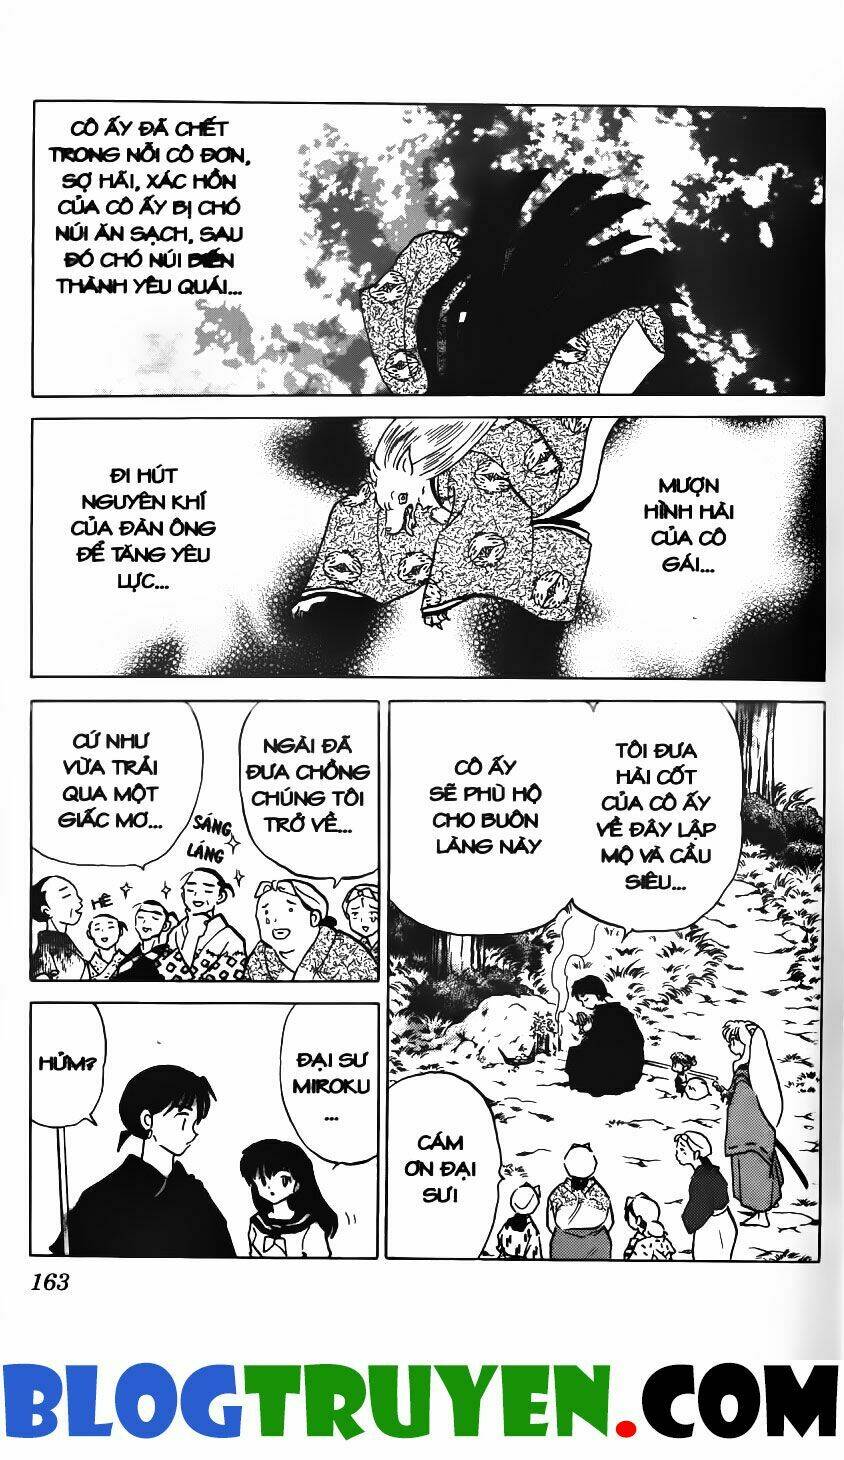 CÔ ẤY ĐÃ CHẾT
TRONG NỖI CÔ ĐƠN,
SỢ HÃI, XÁC HỒN
CỦA CÔ ẤY BỊ CHÓ
NÚI ĂN SẠCH, SAU
ĐÓ CHÓ NÚI BIẾN
THÀNH YÊU QUÁI...
MƯỢN
HÌNH HÀI
CỦA CÔ
GÁI...
ĐI HÚT
NGUYÊN KHÍ
CỦA ĐÀN ÔNG
ĐỂ TĂNG YÊU
LỰC...
TÔI ĐƯA
HÀI CỐT
CỦA CÔ ẤY
VỀ ĐÂY LẬP
MỘ VÀ CẦU
SIÊU...
CÔ ẤY
SẼ PHÙ HỘ
CHO BUÔN
LÀNG NÀY
CÁM
ƠN ĐẠI
SƯ!
NGÀI ĐÃ
ĐƯA CHỒNG
CHÚNG TÔI
TRỞ VỀ...
CỨ NHƯ
VỪA TRẢI
QUA MỘT
GIẤC MƠ...
SÁNG
LÁNG
HÊ
ĐẠI SƯ
MIROKU
...
HỬM?
163
BLOGTRUYEN.COM